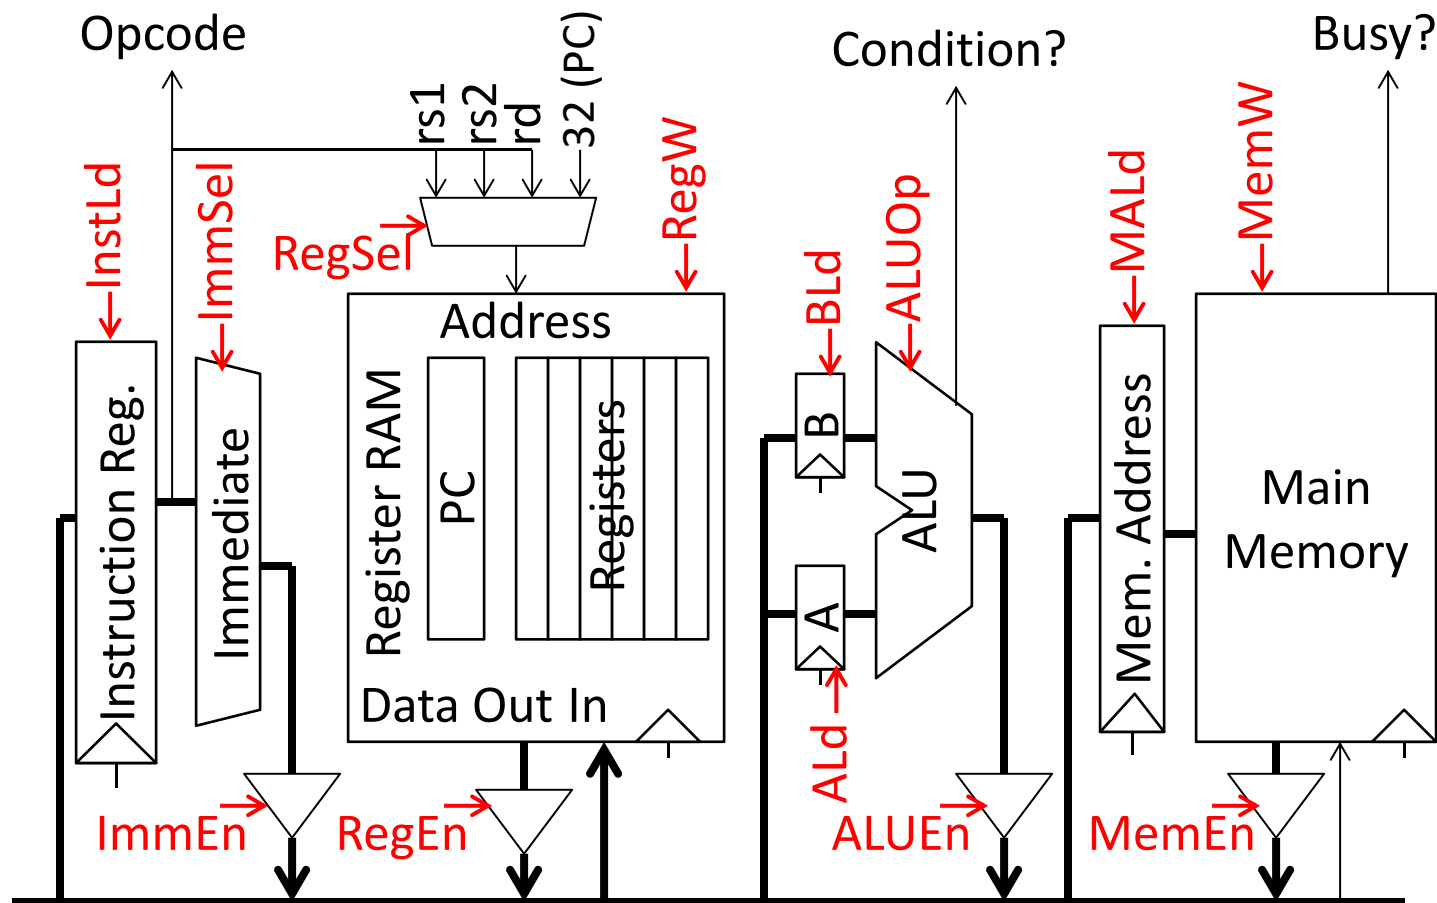 Opcode
Condition?
Busy?
rs1
rs2
rd
32 (PC)
RegW
MemW
InstLd
ImmSel
RegSel
BLd
ALUOp
MALd
Address
Instruction Reg.
Immediate
Register RAM
PC
Registers
B
A
ALU
Mem. Address
Main
Memory
Data Out In
ALd
ImmEn
RegEn
ALUEn
MemEn